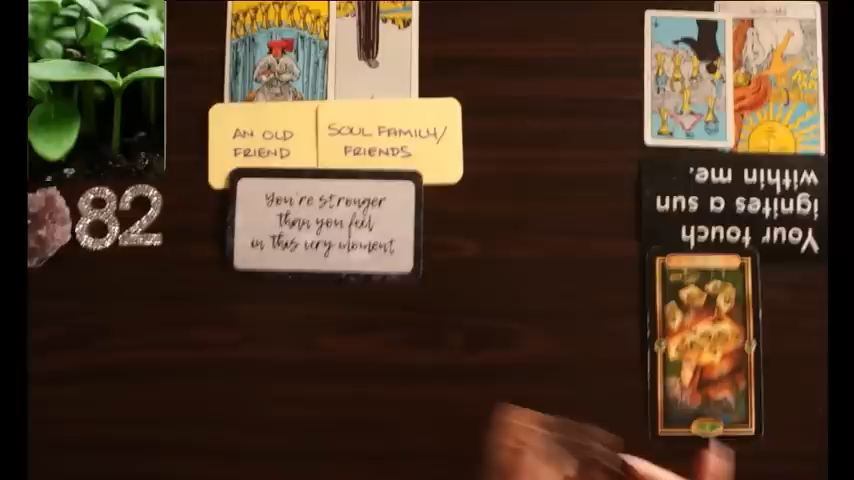 AN OLD
FRIEND
SOUL FAMILY/
FRIENDS
You're stronger
than you feel
in this very moment
82
Your touch
ignites a sun
within me.